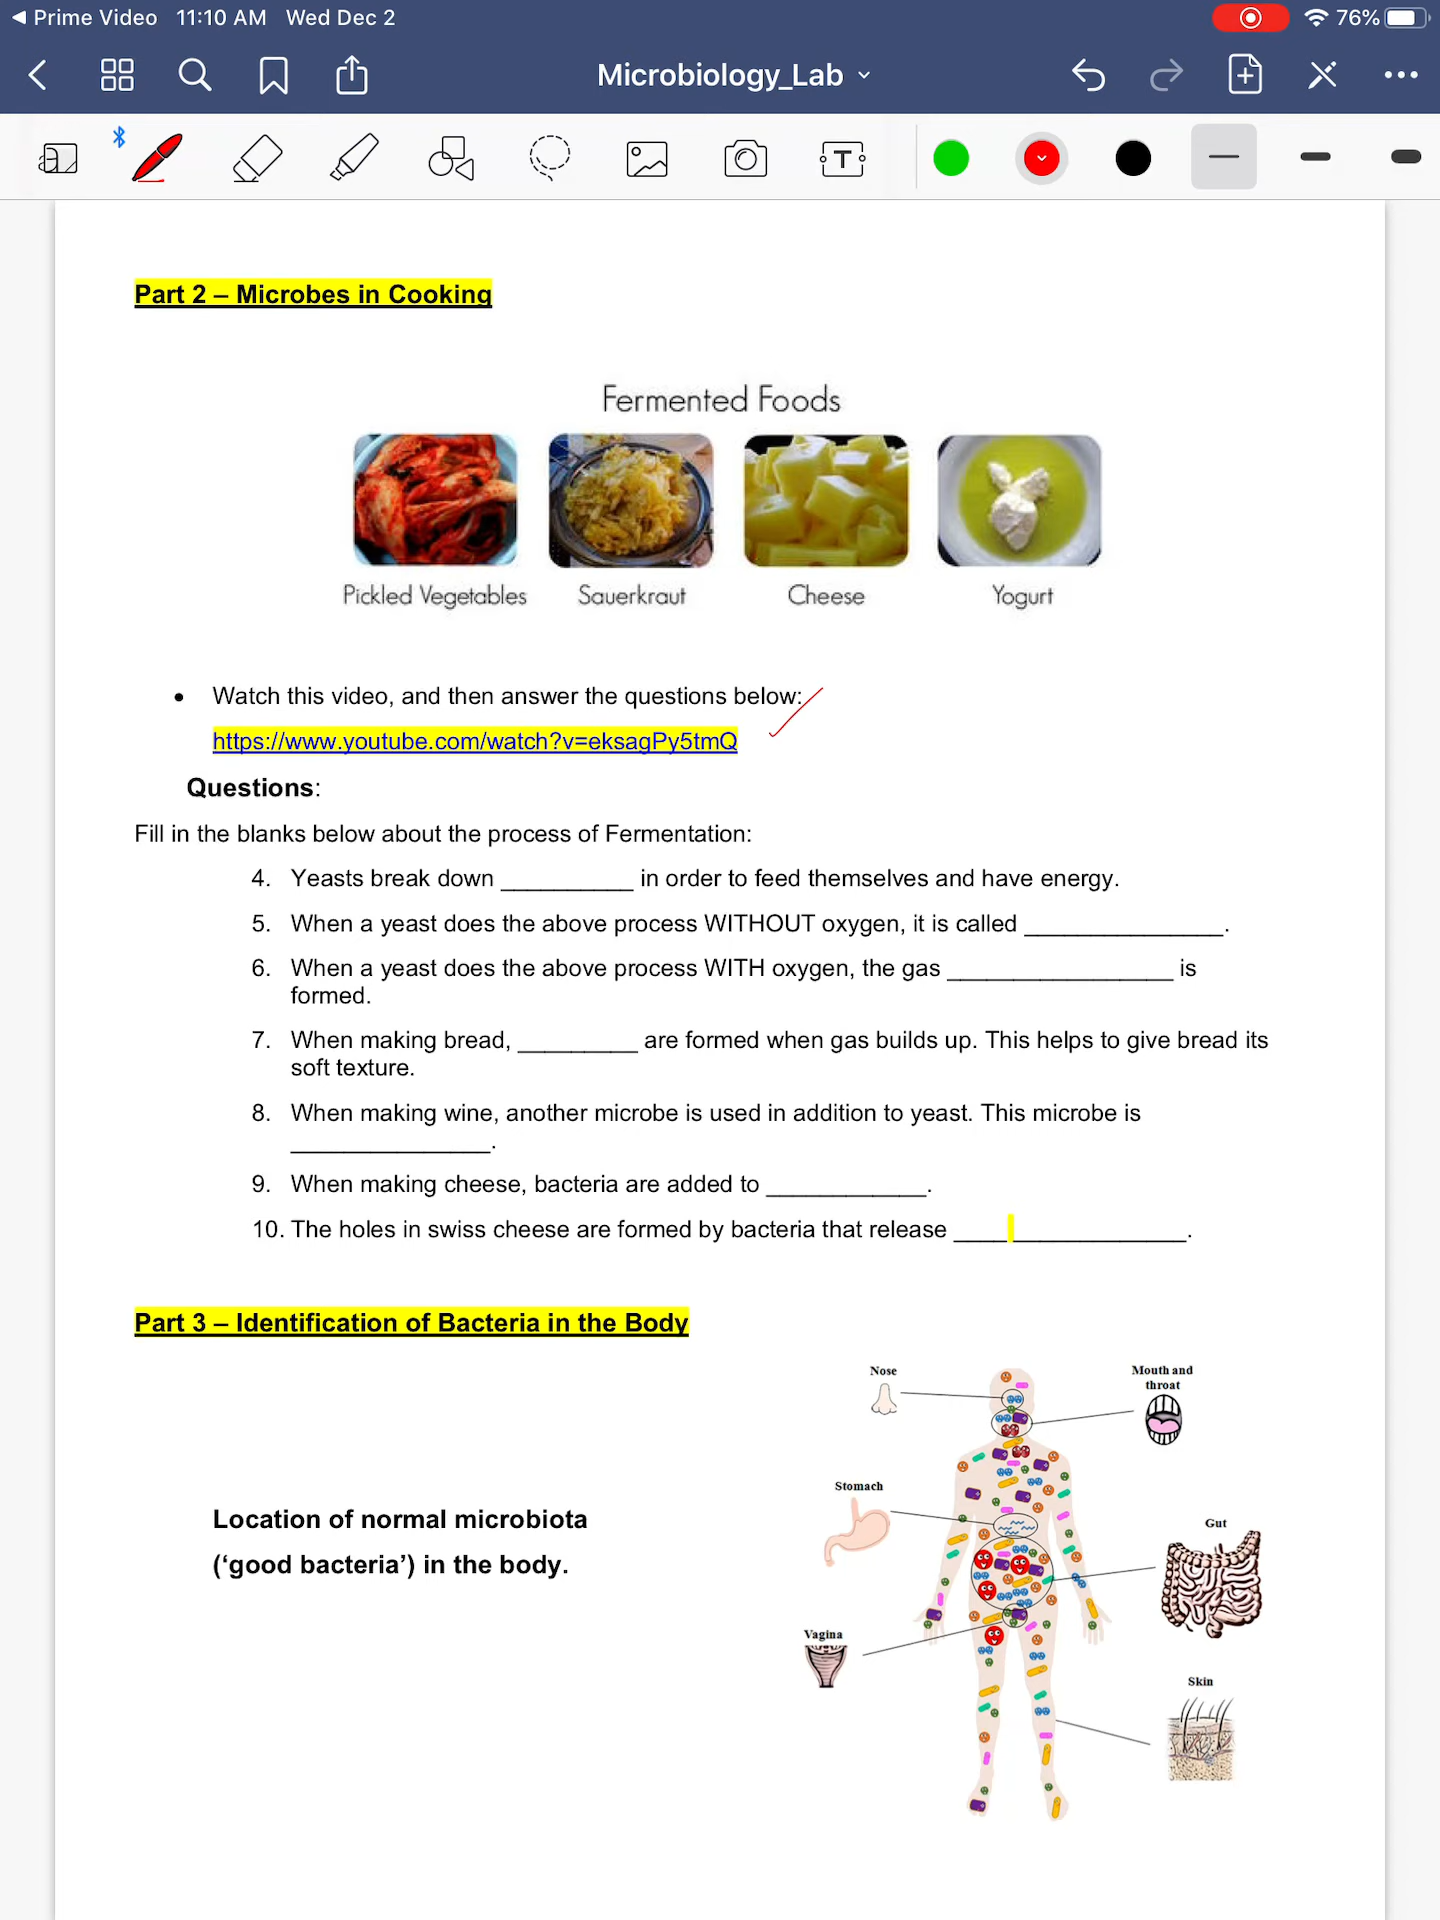 Prime Video 11:10 AM Wed Dec 2 76%
Microbiology_Lab
a T
Part 2 – Microbes in Cooking
Fermented Foods
Pickled Vegetables Sauerkraut Cheese Yogurt
• Watch this video, and then answer the questions below:
https://www.youtube.com/watch?v=eksagPy5tmQ
Questions:
Fill in the blanks below about the process of Fermentation:
4. Yeasts break down __________ in order to feed themselves and have energy.
5. When a yeast does the above process WITHOUT oxygen, it is called _______________.
6. When a yeast does the above process WITH oxygen, the gas _________________ is
formed.
7. When making bread, _________ are formed when gas builds up. This helps to give bread its
soft texture.
8. When making wine, another microbe is used in addition to yeast. This microbe is
_______________.
9. When making cheese, bacteria are added to ____________.
10. The holes in swiss cheese are formed by bacteria that release _________________.
Part 3 – Identification of Bacteria in the Body
Nose
Mouth and
throat
Stomach
Location of normal microbiota
(‘good bacteria’) in the body.
Gut
Vagina
Skin